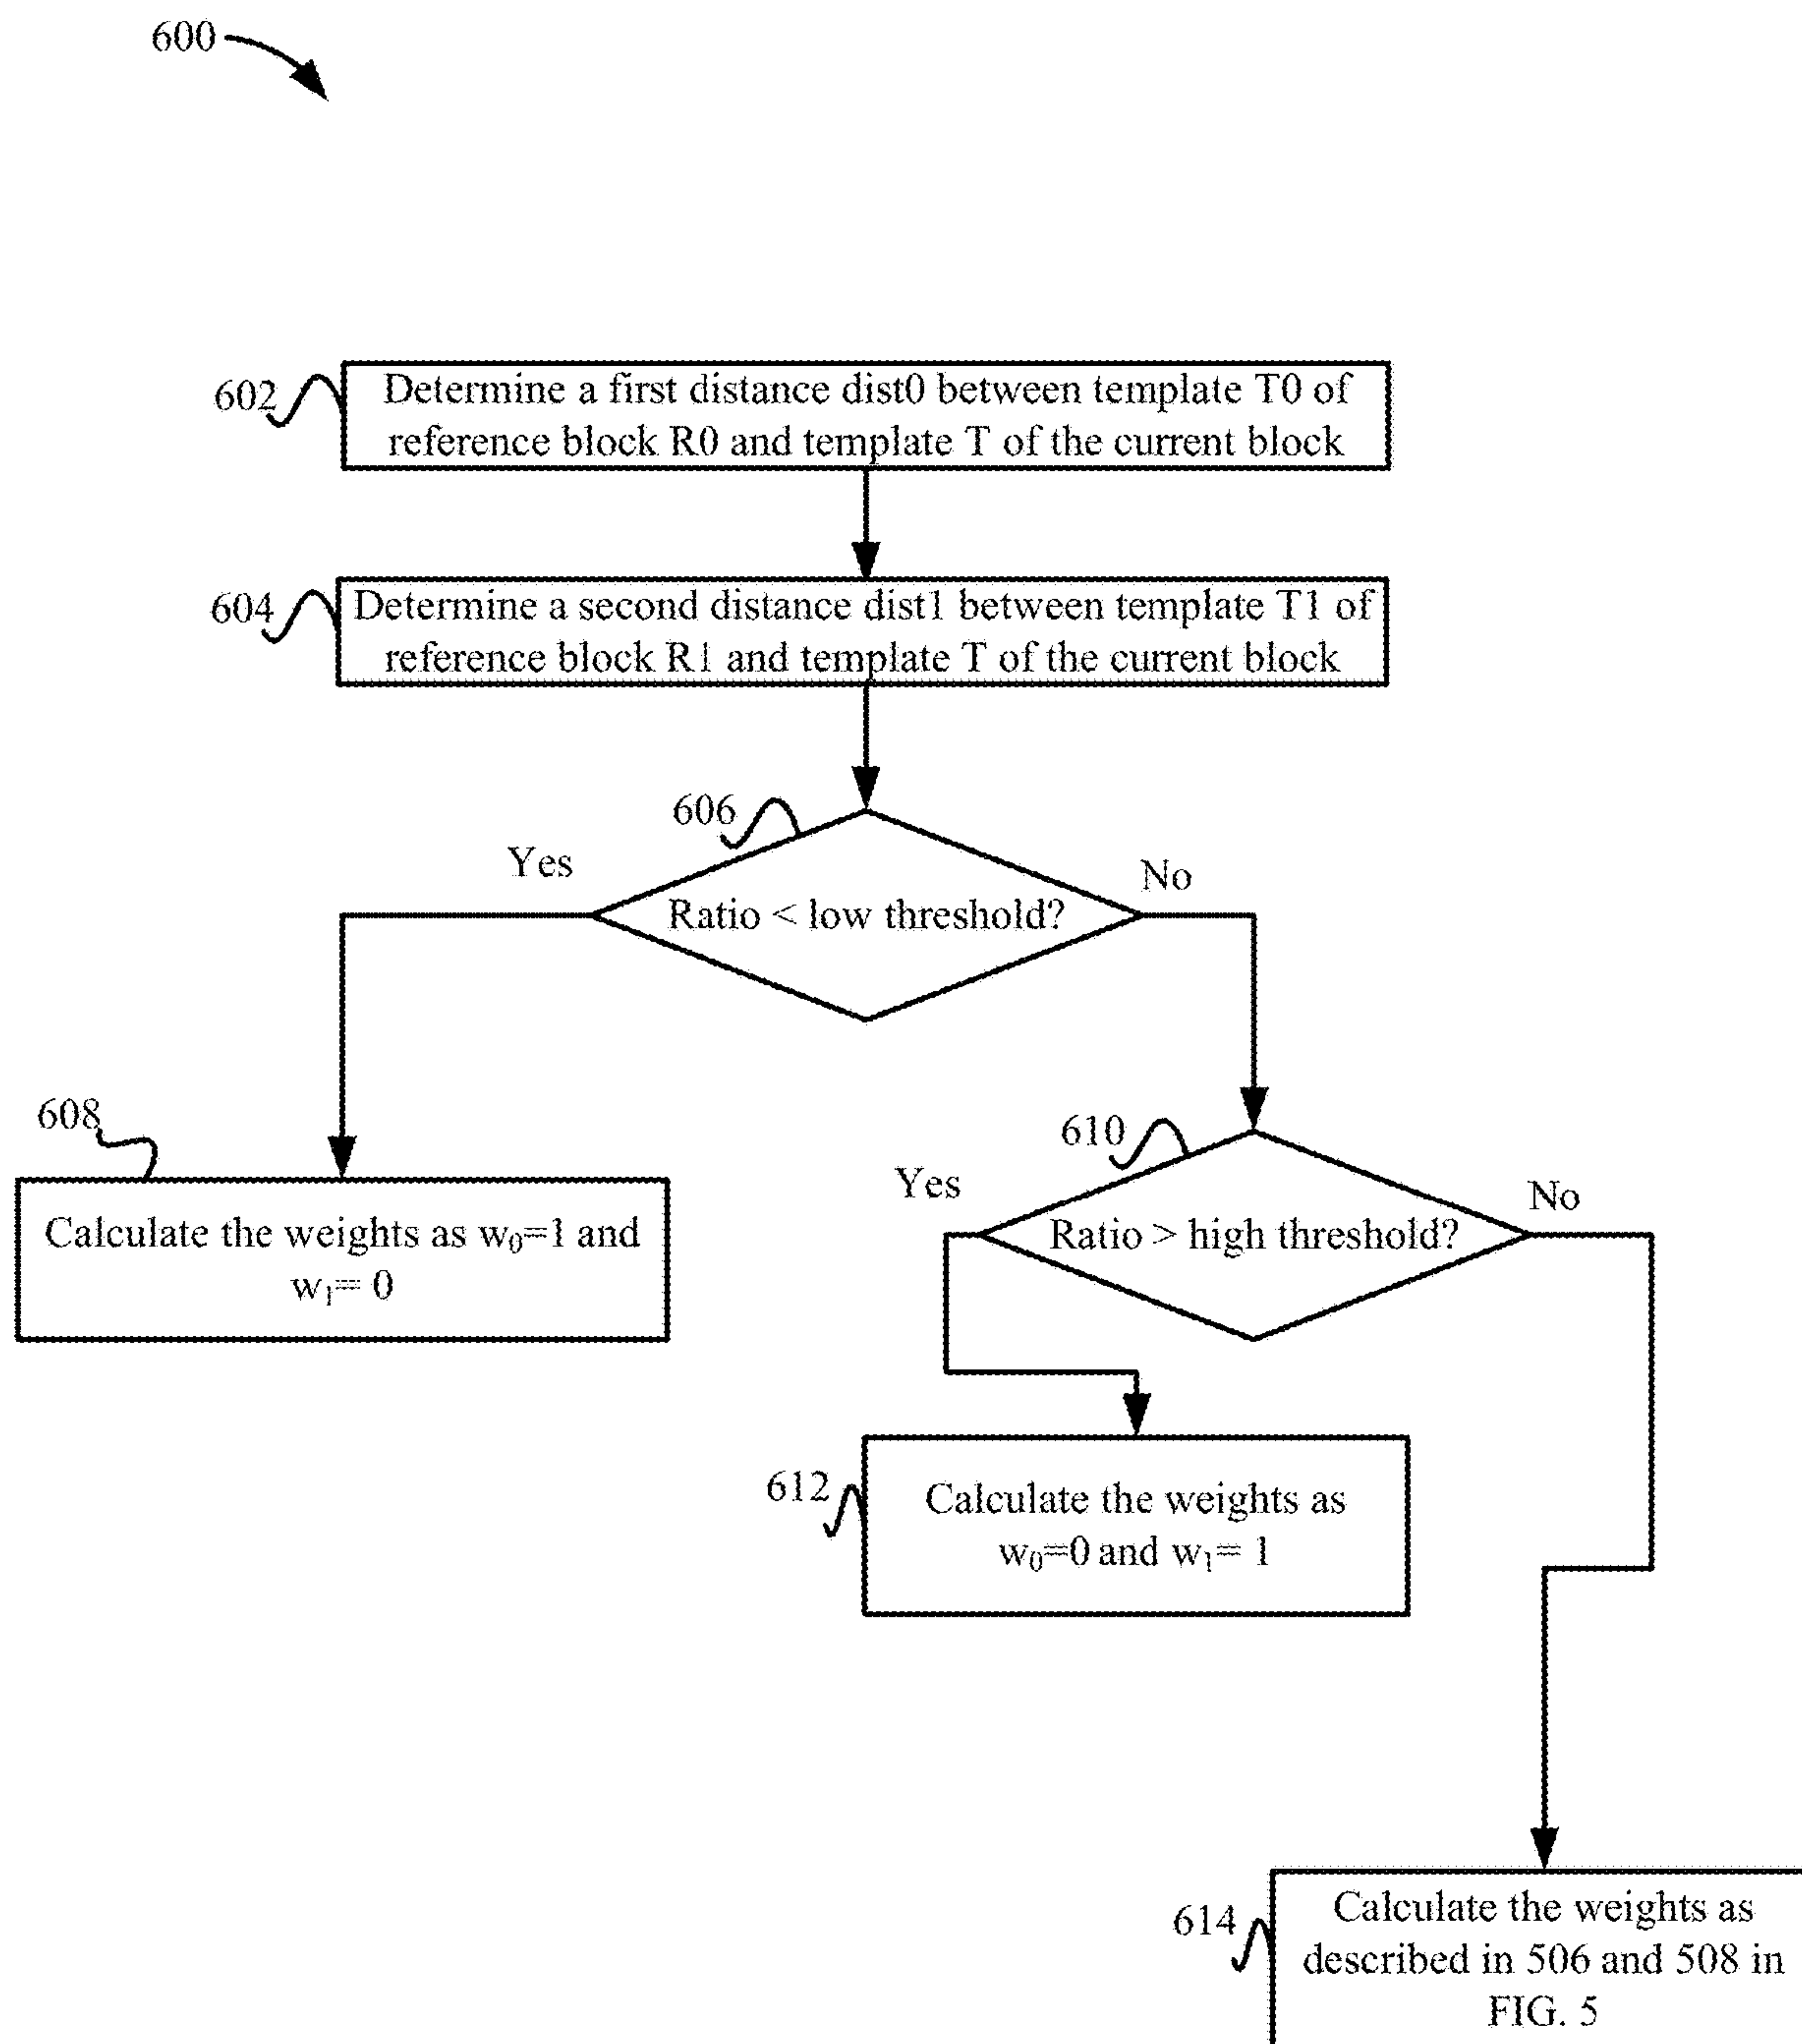 600
602
Determine a first distance dist0 between template T0 of
reference block R0 and template T of the current block
604
Determine a second distance dist1 between template T1 of
reference block R1 and template T of the current block
606
Yes
No
Ratio < low threshold?
608
Calculate the weights as w₀=1 and
w₁= 0
610
Yes
No
Ratio > high threshold?
612
Calculate the weights as
w₀=0 and w₁= 1
614
Calculate the weights as
described in 506 and 508 in
FIG. 5